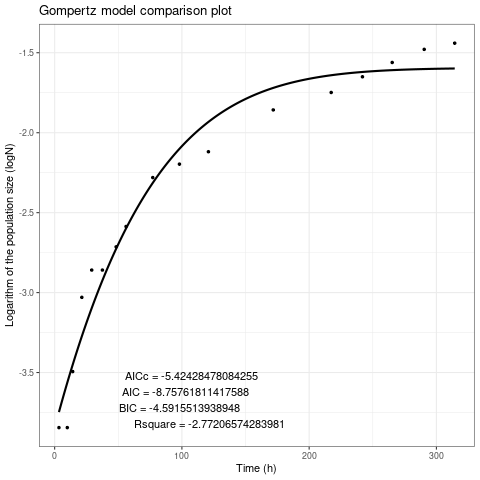 Gompertz model comparison plot
Logarithm of the population size (logN)
-1.5
-2.0
-2.5
-3.0
-3.5
AICc = -5.42428478084255
AIC = -8.75761811417588
BIC = -4.5915513938948
Rsquare = -2.77206574283981
0 100 200 300
Time (h)